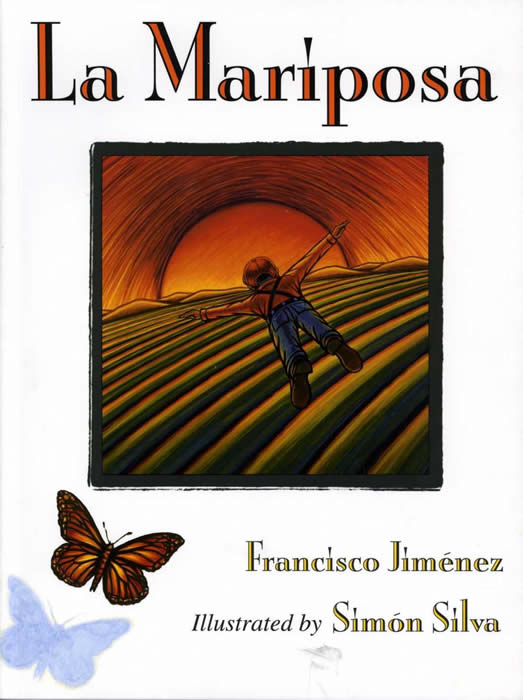 La Mariposa
Francisco Jiménez
Illustrated by Simón Silva